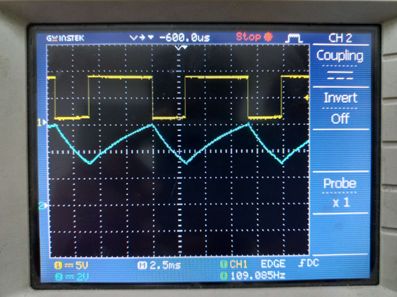 GW INSTEK -600.0us Stop CH 2
Coupling
Invert
Off
Probe
x 1
1
2
1 5V M 2.5ms CH1 EDGE DC
2 2V 109.085Hz